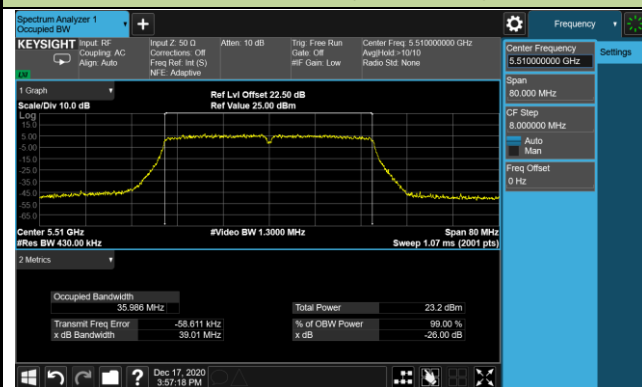 Spectrum Analyzer 1
Occupied BW
Frequency
KEYSIGHT
Input: RF
Coupling: AC
Align: Auto
Input Z: 50 Ω
Corrections: Off
Freq Ref: Int (S)
NFE: Adaptive
Atten: 10 dB
Trig: Free Run
Gate: Off
#IF Gain: Low
Center Freq: 5.510000000 GHz
Avg|Hold:>10/10
Radio Std: None
Center Frequency
5.510000000 GHz
Settings
Span
80.000 MHz
CF Step
8.000000 MHz
Auto
Man
Freq Offset
0 Hz
1 Graph
Scale/Div 10.0 dB
Ref Lvl Offset 22.50 dB
Ref Value 25.00 dBm
Log
15.0
5.00
-5.00
-15.0
-25.0
-35.0
-45.0
-55.0
-65.0
Center 5.51 GHz
#Video BW 1.3000 MHz
Span 80 MHz
#Res BW 430.00 kHz
Sweep 1.07 ms (2001 pts)
2 Metrics
Occupied Bandwidth
35.986 MHz
Total Power 23.2 dBm
Transmit Freq Error -58.611 kHz
% of OBW Power 99.00 %
x dB Bandwidth 39.01 MHz
x dB -26.00 dB
?
Dec 17, 2020
3:57:18 PM